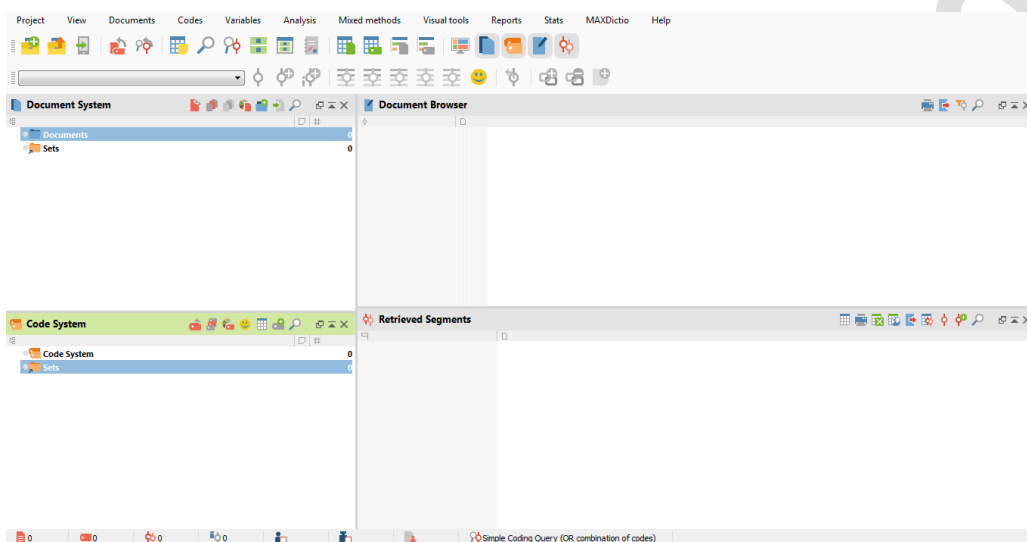 Project View Documents Codes Variables Analysis Mixed methods Visual tools Reports Stats MAXDictio Help
Document System
Documents 0
Sets 0
Document Browser
Code System
Code System 0
Sets 0
Retrieved Segments
0 0 0 0 Simple Coding Query (OR combination of codes)